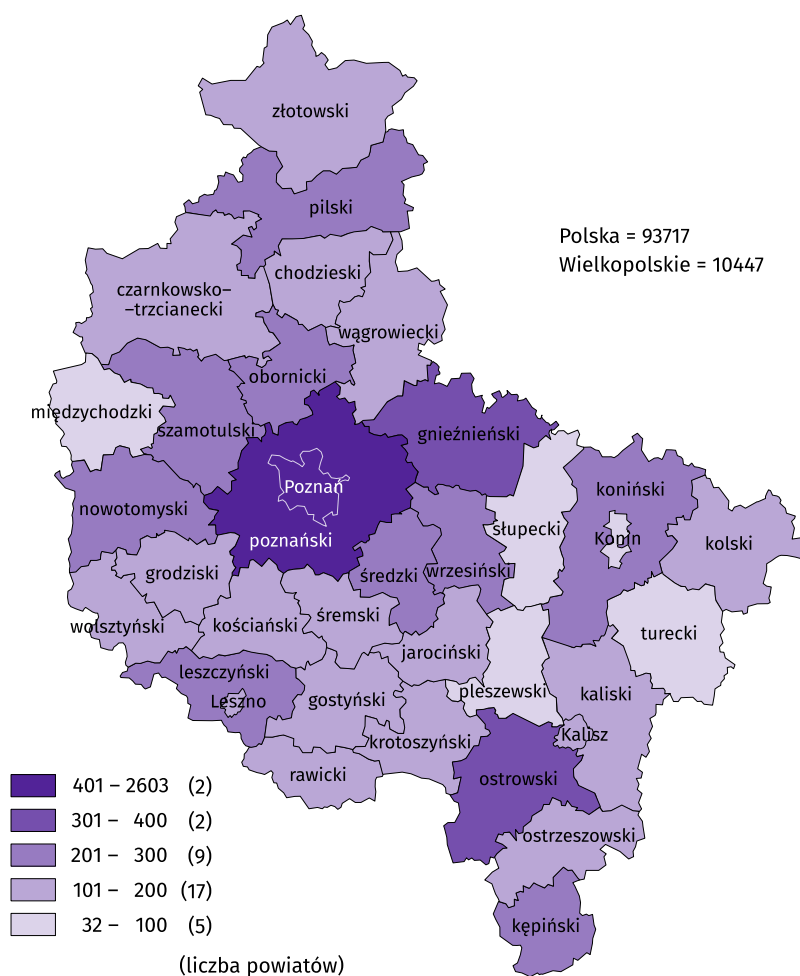 złotowski
pilski
Polska = 93717
Wielkopolskie = 10447
chodzieski
czarnkowsko–
–trzcianecki
wągrowiecki
obornicki
międzychodzki
szamotulski
gnieźnieński
Poznań
koniński
nowotomyski
słupecki
Konin
poznański
kolski
grodziski
średzki
wrzesiński
śremski
wolsztyński
kościański
turecki
jarociński
leszczyński
pleszewski
kaliski
Leszno
gostyński
Kalisz
krotoszyński
rawicki
ostrowski
401 – 2603 (2)
301 – 400 (2)
ostrzeszowski
201 – 300 (9)
101 – 200 (17)
32 – 100 (5)
kępiński
(liczba powiatów)